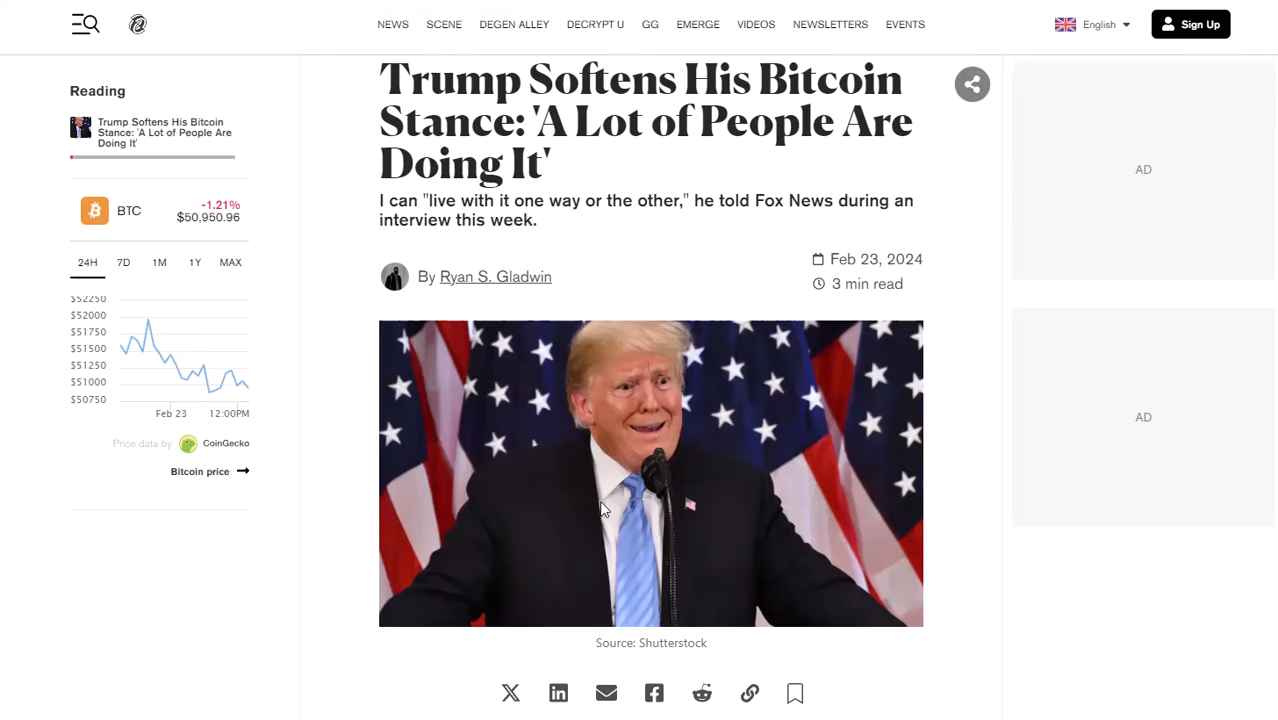 NEWS SCENE DEGEN ALLEY DECRYPT U GG EMERGE VIDEOS NEWSLETTERS EVENTS
English
Sign Up
Reading
Trump Softens His Bitcoin
Stance: 'A Lot of People Are
Doing It'
BTC
-1.21%
$50,950.96
24H 7D 1M 1Y MAX
$52250
$52000
$51750
$51500
$51250
$51000
$50750
Feb 23 12:00PM
Price data by CoinGecko
Bitcoin price
Trump Softens His Bitcoin
Stance: 'A Lot of People Are
Doing It'
I can "live with it one way or the other," he told Fox News during an
interview this week.
By Ryan S. Gladwin
Feb 23, 2024
3 min read
Source: Shutterstock
AD
AD